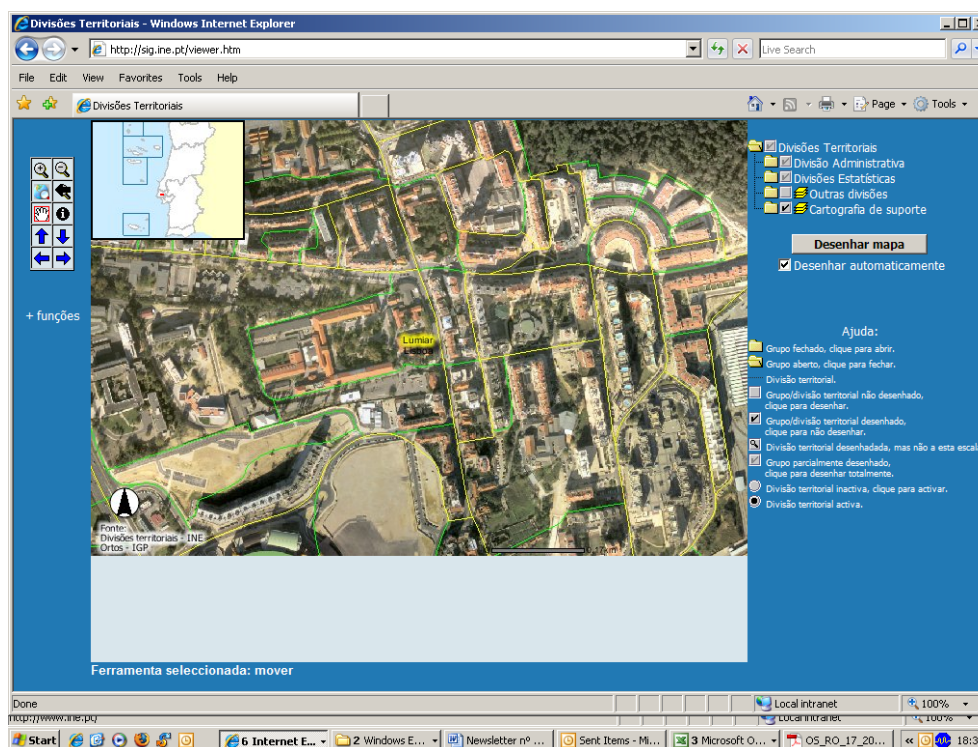 Divisões Territoriais - Windows Internet Explorer
http://sig.ine.pt/viewer.htm
Live Search
File Edit View Favorites Tools Help
Divisões Territoriais
Page Tools
+ funções
Lumiar
Lisboa
Fonte:
Divisões territoriais - INE
Ortos - IGP
Divisões Territoriais
Divisão Administrativa
Divisões Estatísticas
Outras divisões
Cartografia de suporte
Desenhar mapa
Desenhar automaticamente
Ajuda:
Grupo fechado, clique para abrir.
Grupo aberto, clique para fechar.
Divisão territorial.
Grupo/divisão territorial não desenhado,
clique para desenhar.
Grupo/divisão territorial desenhado,
clique para não desenhar.
Divisão territorial desenhadada, mas não a esta escal
Grupo parcialmente desenhado,
clique para desenhar totalmente.
Divisão territorial inactiva, clique para activar.
Divisão territorial activa.
Ferramenta seleccionada: mover
Done
Local intranet
100%
http://www.ine.pt/
Local intranet
100%
Start
6 Internet E...
2 Windows E...
Newsletter nº ...
Sent Items - Mi...
3 Microsoft O...
OS_RO_17_20...